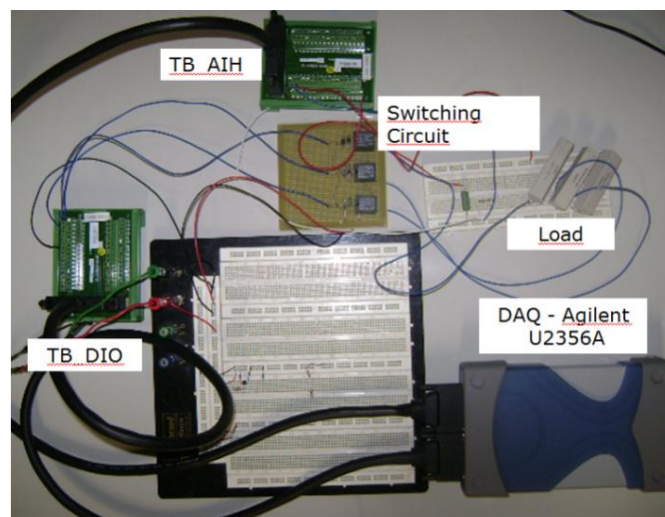 TB_AIH
Switching
Circuit
Load
DAQ - Agilent
U2356A
TB_DIO